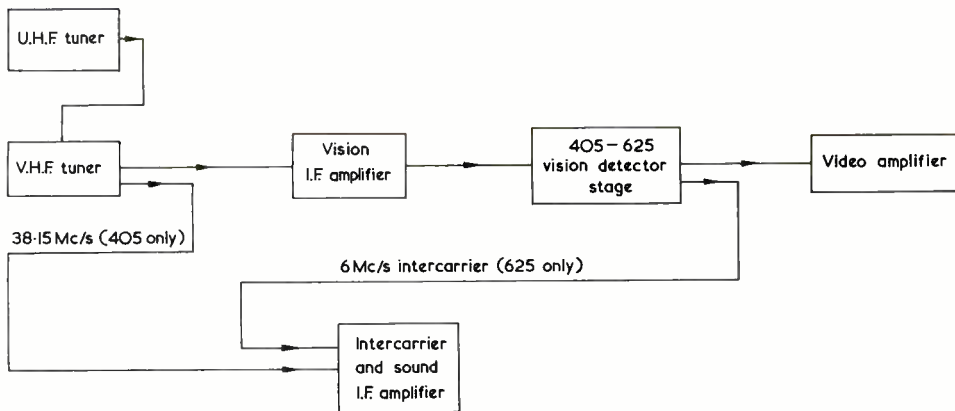 U.H.F. tuner
V.H.F. tuner
Vision
I.F. amplifier
405-625
vision detector
stage
Video amplifier
38·15 Mc/s (405 only)
6 Mc/s intercarrier (625 only)
Intercarrier
and sound
I.F. amplifier